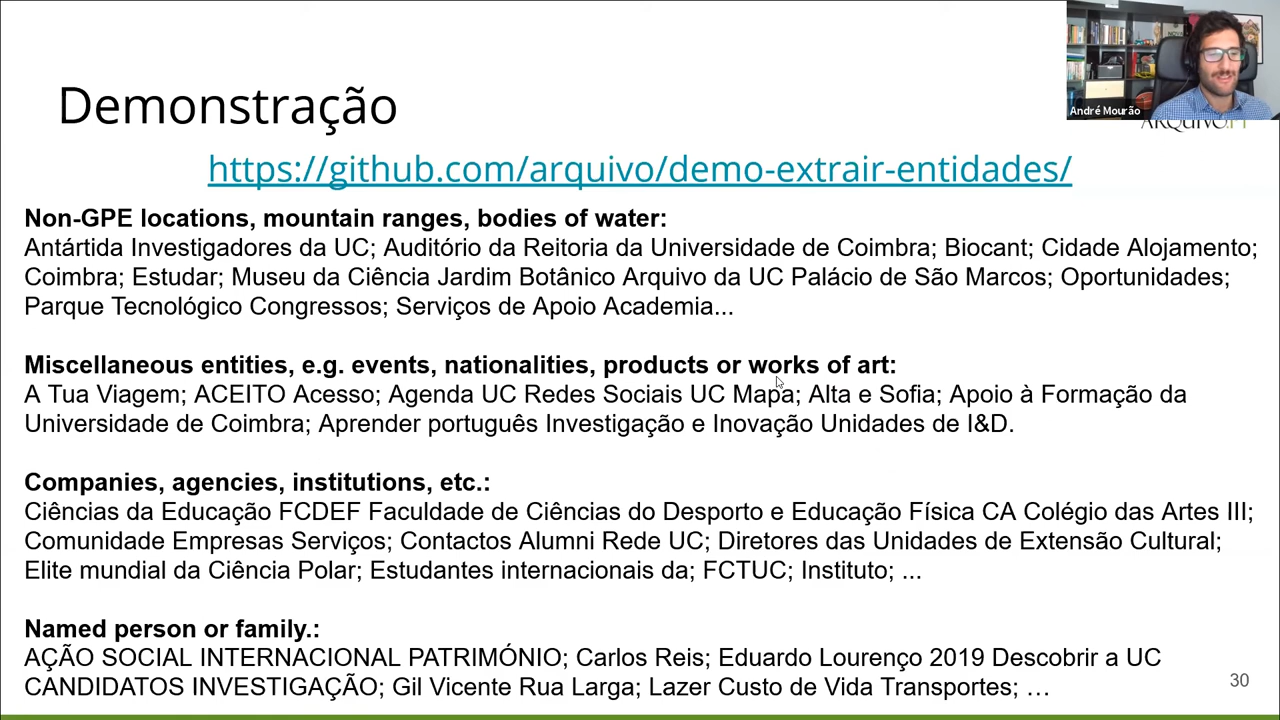 André Mourão
ARQUIVO.PT
Demonstração
https://github.com/arquivo/demo-extrair-entidades/
Non-GPE locations, mountain ranges, bodies of water:
Antártida Investigadores da UC; Auditório da Reitoria da Universidade de Coimbra; Biocant; Cidade Alojamento;
Coimbra; Estudar; Museu da Ciência Jardim Botânico Arquivo da UC Palácio de São Marcos; Oportunidades;
Parque Tecnológico Congressos; Serviços de Apoio Academia...
Miscellaneous entities, e.g. events, nationalities, products or works of art:
A Tua Viagem; ACEITO Acesso; Agenda UC Redes Sociais UC Mapa; Alta e Sofia; Apoio à Formação da
Universidade de Coimbra; Aprender português Investigação e Inovação Unidades de I&D.
Companies, agencies, institutions, etc.:
Ciências da Educação FCDEF Faculdade de Ciências do Desporto e Educação Física CA Colégio das Artes III;
Comunidade Empresas Serviços; Contactos Alumni Rede UC; Diretores das Unidades de Extensão Cultural;
Elite mundial da Ciência Polar; Estudantes internacionais da; FCTUC; Instituto; ...
Named person or family.:
AÇÃO SOCIAL INTERNACIONAL PATRIMÓNIO; Carlos Reis; Eduardo Lourenço 2019 Descobrir a UC
CANDIDATOS INVESTIGAÇÃO; Gil Vicente Rua Larga; Lazer Custo de Vida Transportes; …
30